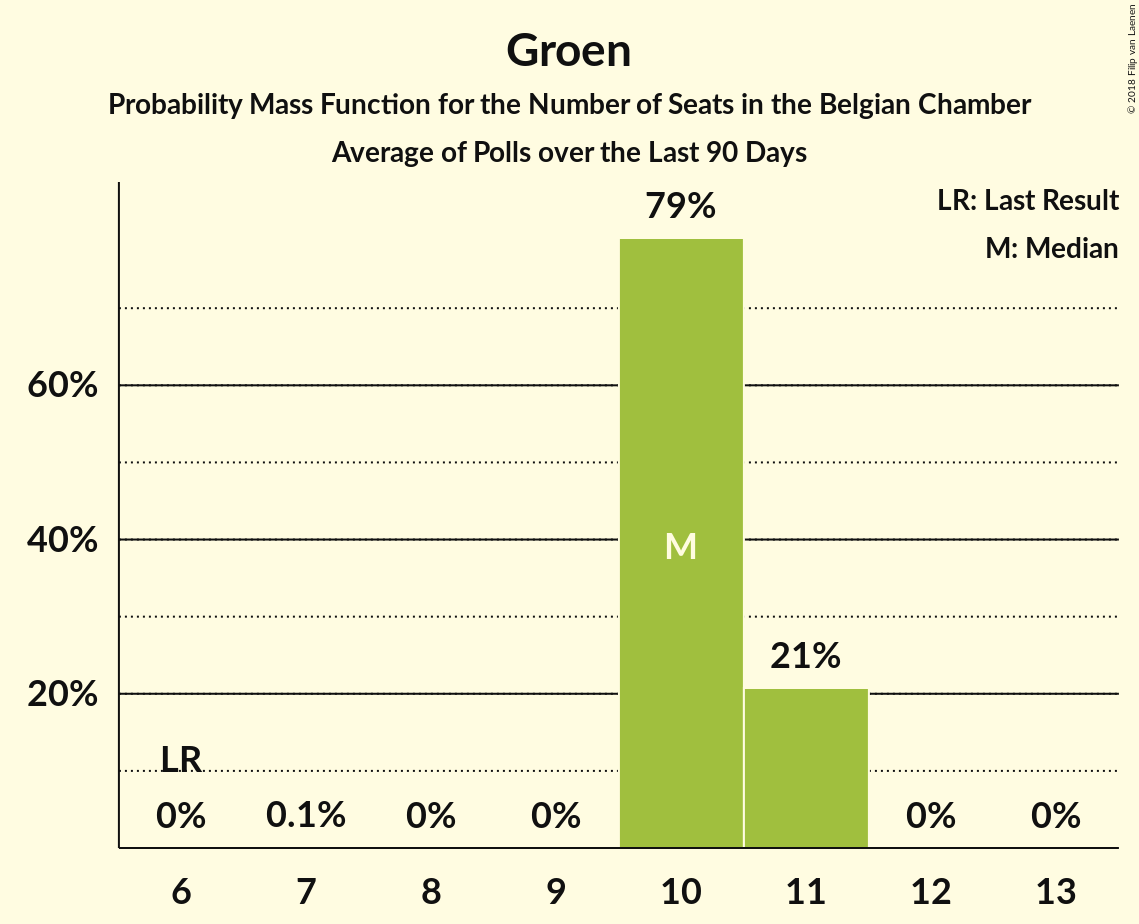 Groen
Probability Mass Function for the Number of Seats in the Belgian Chamber
Average of Polls over the Last 90 Days
© 2018 Filip van Laenen
LR: Last Result
M: Median
79%
60%
40%
M
21%
20%
LR
0% 0.1% 0% 0% 0% 0%
6 7 8 9 10 11 12 13